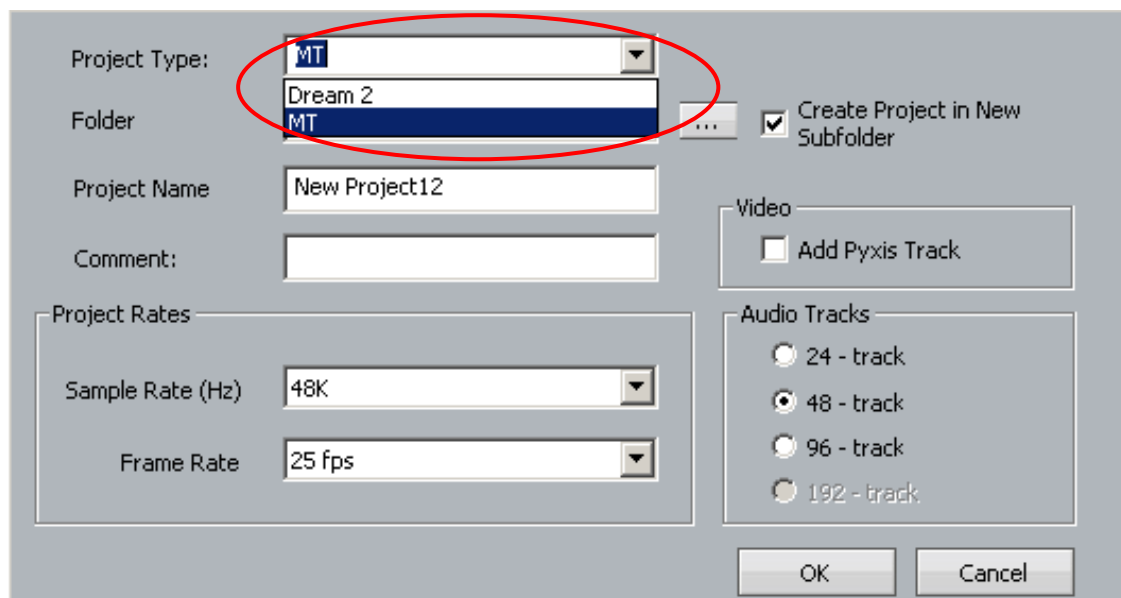 Project Type:
MT
Dream 2
MT
Folder
...
Create Project in New
Subfolder
Project Name
New Project12
Comment:
Video
Add Pyxis Track
Project Rates
Sample Rate (Hz)
48K
Frame Rate
25 fps
Audio Tracks
24 - track
48 - track
96 - track
192 - track
OK
Cancel